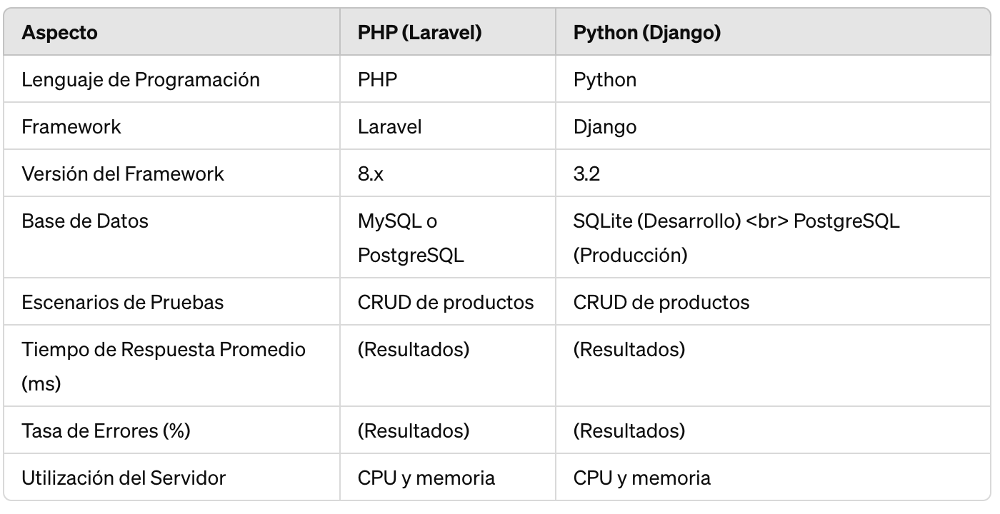 Aspecto PHP (Laravel) Python (Django)
Lenguaje de Programación PHP Python
Framework Laravel Django
Versión del Framework 8.x 3.2
Base de Datos MySQL o SQLite (Desarrollo) <br> PostgreSQL
PostgreSQL (Producción)
Escenarios de Pruebas CRUD de productos CRUD de productos
Tiempo de Respuesta Promedio (Resultados) (Resultados)
(ms)
Tasa de Errores (%) (Resultados) (Resultados)
Utilización del Servidor CPU y memoria CPU y memoria